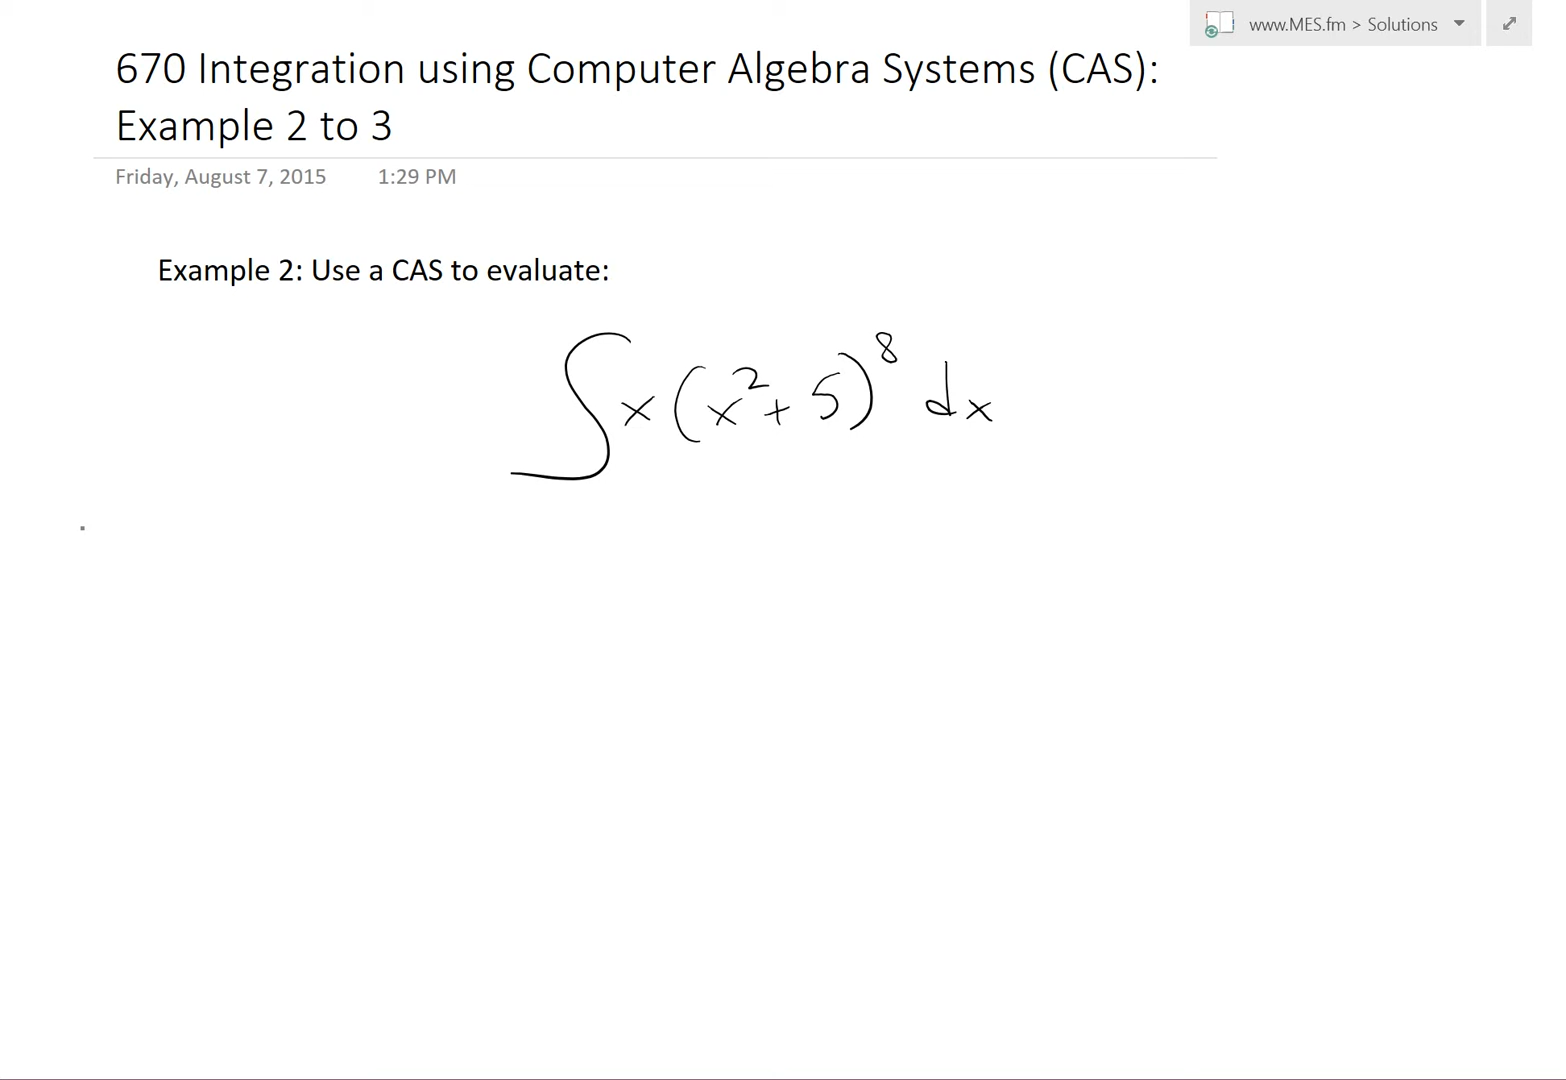 www.MES.fm > Solutions
670 Integration using Computer Algebra Systems (CAS):
Example 2 to 3
Friday, August 7, 2015 1:29 PM
Example 2: Use a CAS to evaluate:
∫x(x²+5)⁸ dx